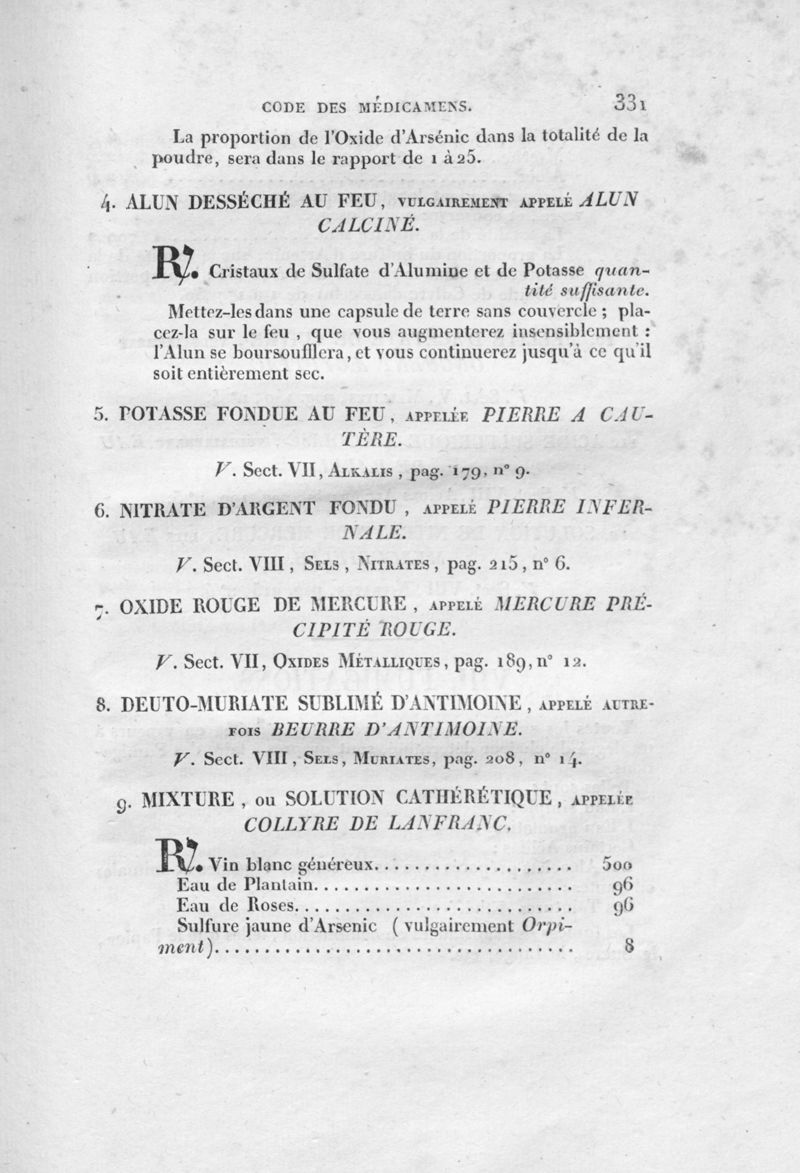 CODE DES MÉDICAMENS. 331
La proportion de l'Oxide d'Arsénic dans la totalité de la
poudre, sera dans le rapport de 1 à 25.
4. ALUN DESSÉCHÉ AU FEU, VULGAIREMENT APPELÉ ALUN
CALCINÉ.
R/. Cristaux de Sulfate d'Alumine et de Potasse quan-
tité suffisante.
Mettez-les dans une capsule de terre sans couvercle ; pla-
cez-la sur le feu , que vous augmenterez insensiblement :
l'Alun se boursoufflera, et vous continuerez jusqu'à ce qu'il
soit entièrement sec.
5. POTASSE FONDUE AU FEU, APPELÉE PIERRE A CAU-
TÈRE.
V. Sect. VII, ALKALIS , pag. 179, n° 9.
6. NITRATE D'ARGENT FONDU , APPELÉ PIERRE INFER-
NALE.
V. Sect. VIII , SELS , NITRATES , pag. 215 , n° 6.
7. OXIDE ROUGE DE MERCURE , APPELÉ MERCURE PRÉ-
CIPITÉ ROUGE.
V. Sect. VII, OXIDES MÉTALLIQUES, pag. 189, n° 12.
8. DEUTO-MURIATE SUBLIMÉ D'ANTIMOINE , APPELÉ AUTRE-
FOIS BEURRE D'ANTIMOINE.
V. Sect. VIII , SELS, MURIATES, pag. 208, n° 14.
9. MIXTURE , ou SOLUTION CATHÉRÉTIQUE , APPELÉE
COLLYRE DE LANFRANC.
R/. Vin blanc généreux.................... 500
Eau de Plantain.......................... 96
Eau de Roses............................ 96
Sulfure jaune d'Arsenic ( vulgairement Orpi-
ment).................................... 8